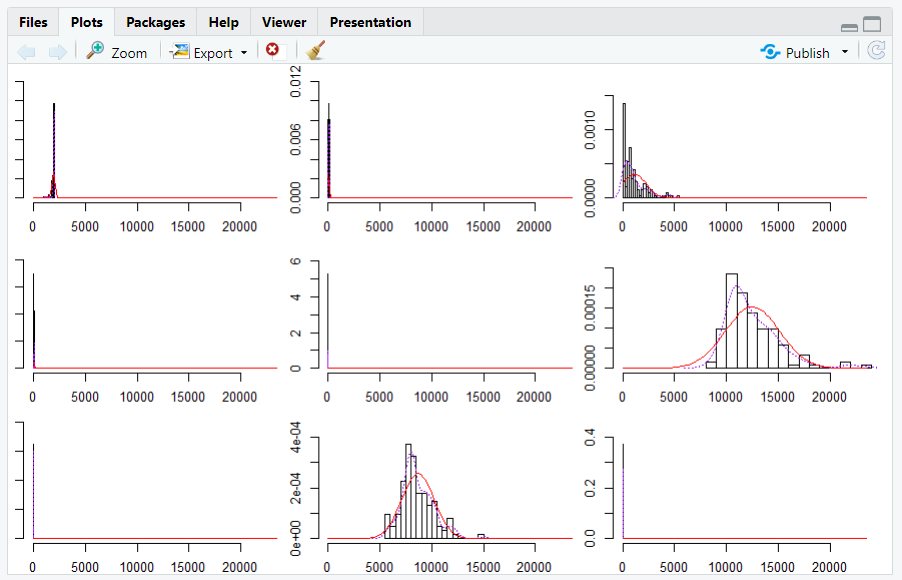 Files Plots Packages Help Viewer Presentation
Zoom Export Publish
0.000 0.006 0.012
0.0000 0.0010
0 5000 10000 15000 20000
0 5000 10000 15000 20000
0 5000 10000 15000 20000
0 2 4 6
0.00000 0.00015
0 5000 10000 15000 20000
0 5000 10000 15000 20000
0 5000 10000 15000 20000
0e+00 2e-04 4e-04
0.0 0.2 0.4
0 5000 10000 15000 20000
0 5000 10000 15000 20000
0 5000 10000 15000 20000